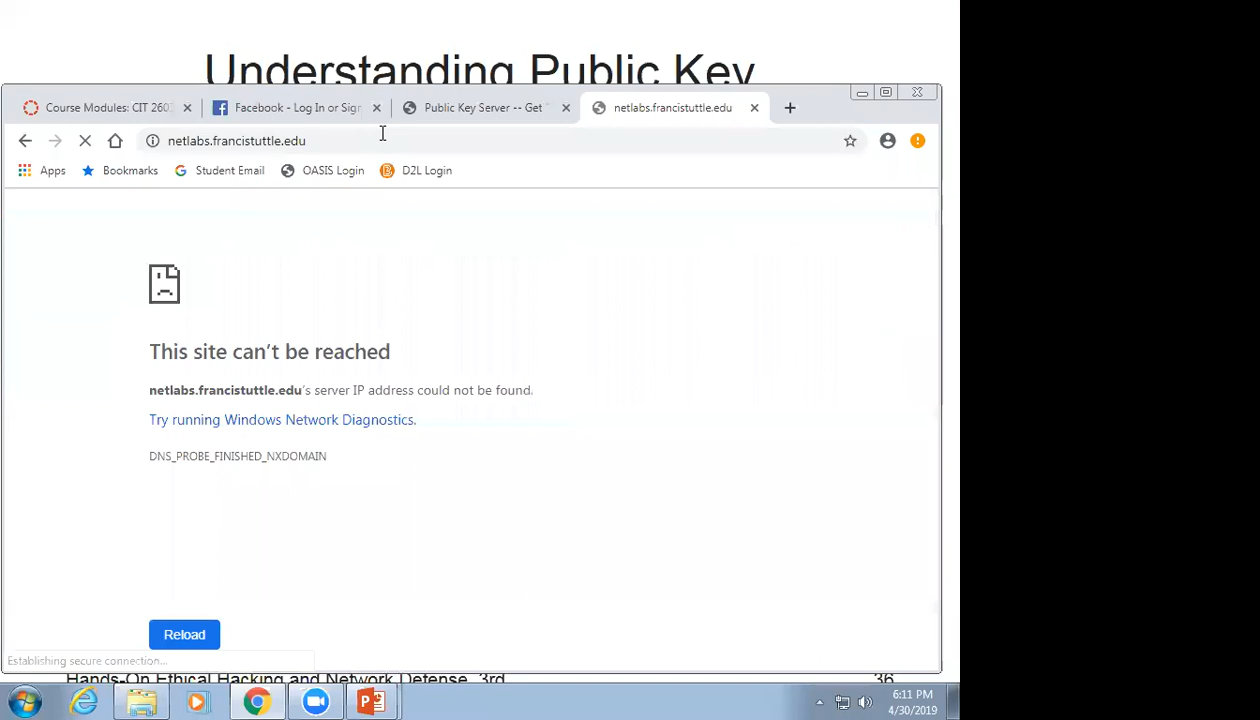 Understanding Public Key
Course Modules: CIT 260
Facebook - Log In or Sign
Public Key Server -- Get "
netlabs.francistuttle.edu
netlabs.francistuttle.edu
Apps
Bookmarks
Student Email
OASIS Login
D2L Login
This site can't be reached
netlabs.francistuttle.edu's server IP address could not be found.
Try running Windows Network Diagnostics.
DNS_PROBE_FINISHED_NXDOMAIN
Reload
Establishing secure connection...
Hands-On Ethical Hacking and Network Defense, 3rd
36
6:11 PM
4/30/2019